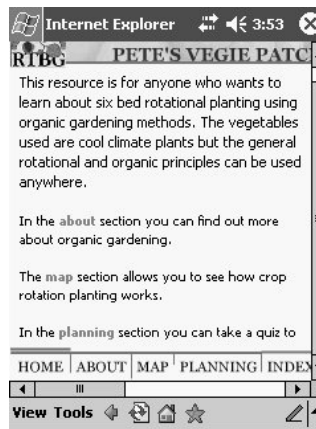 Internet Explorer 3:53
RTBG PETE'S VEGIE PATC
This resource is for anyone who wants to
learn about six bed rotational planting using
organic gardening methods. The vegetables
used are cool climate plants but the general
rotational and organic principles can be used
anywhere.
In the about section you can find out more
about organic gardening.
The map section allows you to see how crop
rotation planting works.
In the planning section you can take a quiz to
HOME ABOUT MAP PLANNING INDEX
View Tools